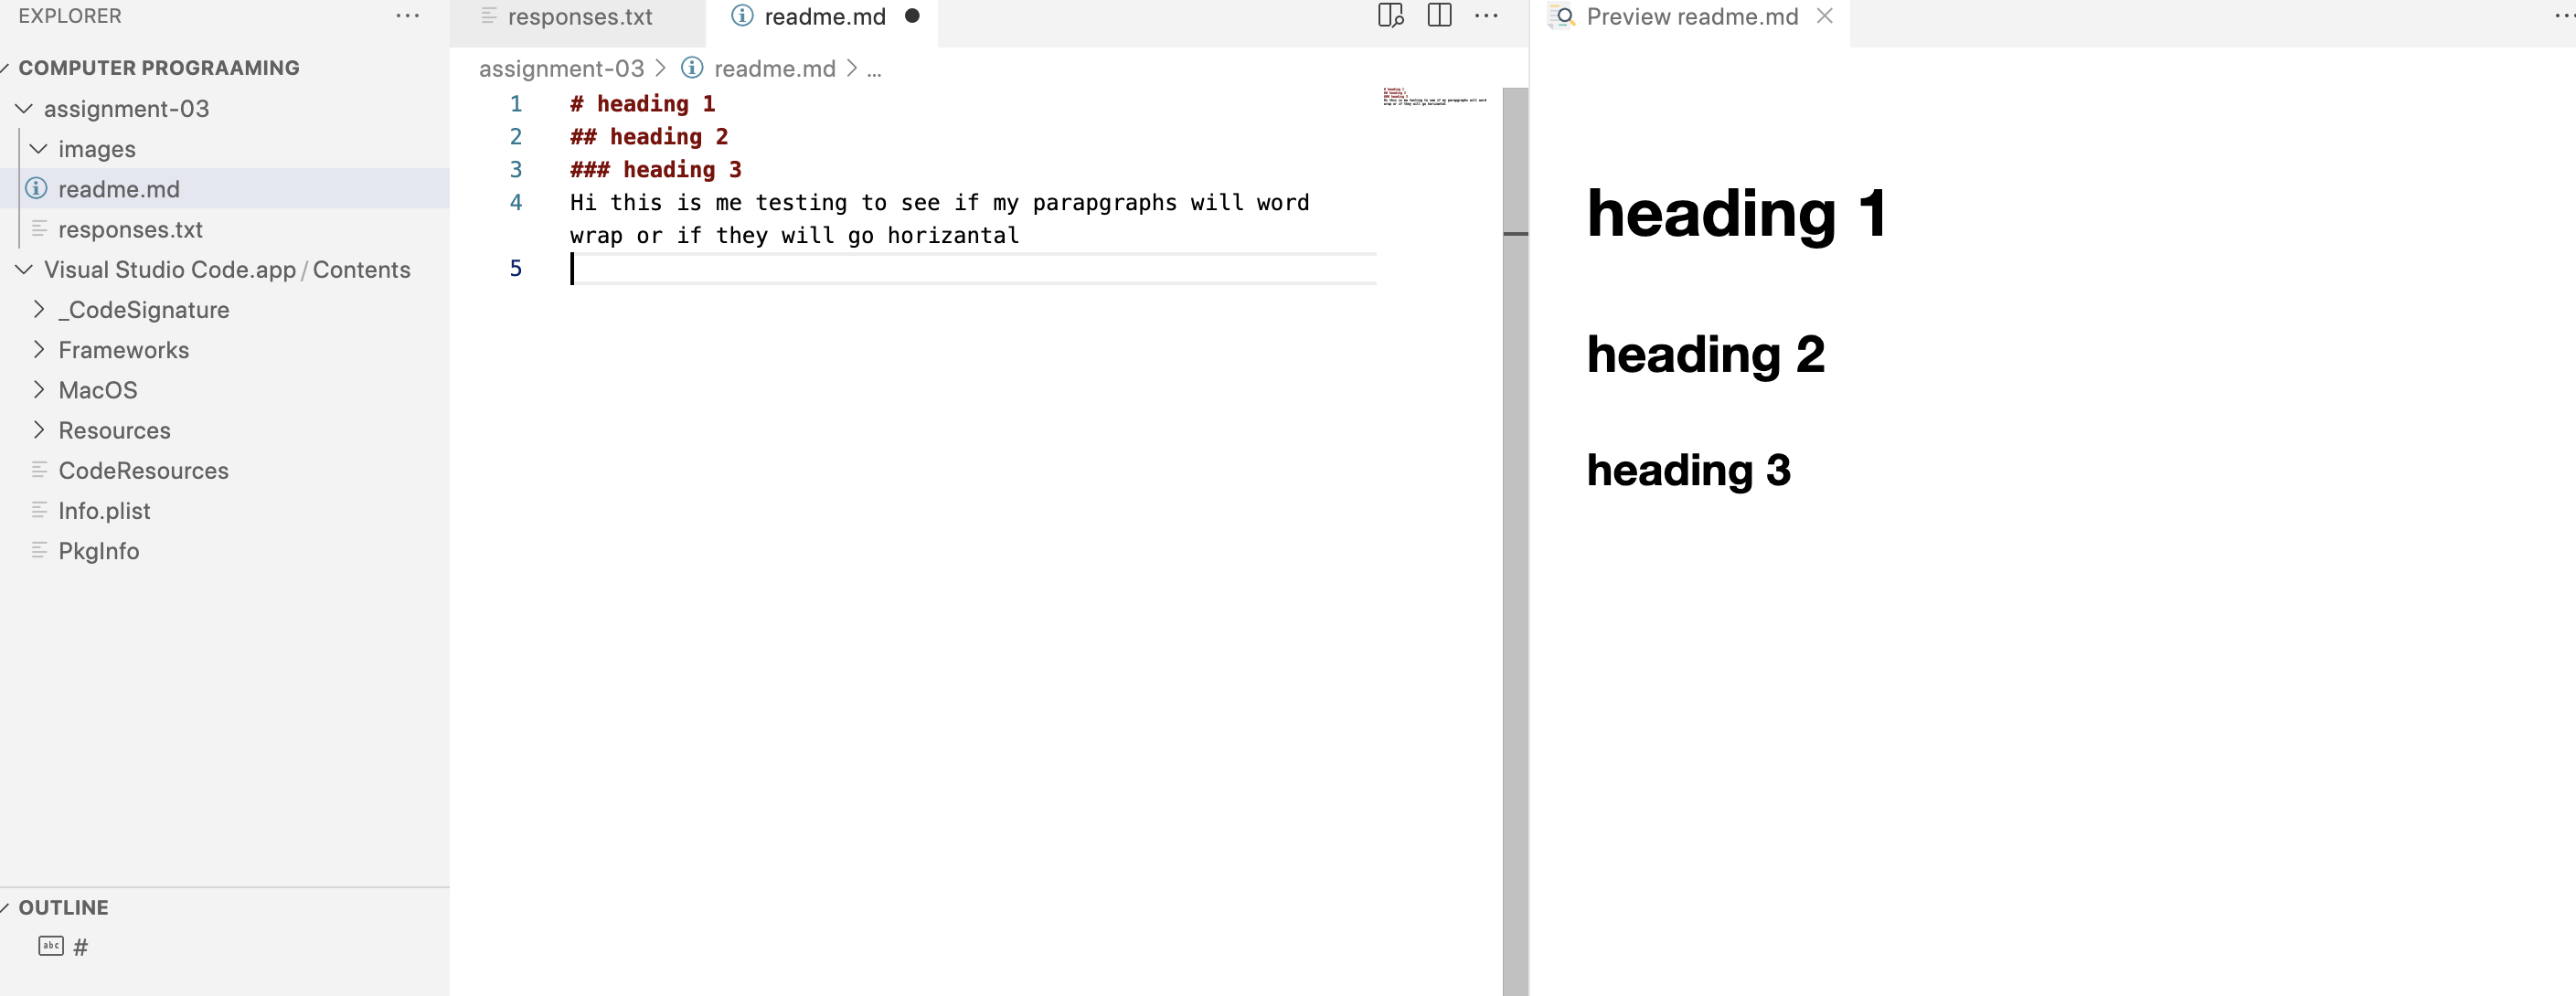 EXPLORER
responses.txt
readme.md
Preview readme.md
COMPUTER PROGRAAMING
assignment-03
images
readme.md
responses.txt
Visual Studio Code.app / Contents
_CodeSignature
Frameworks
MacOS
Resources
CodeResources
Info.plist
PkgInfo
OUTLINE
abc #
assignment-03 > readme.md > ...
1 # heading 1
2 ## heading 2
3 ### heading 3
4 Hi this is me testing to see if my parapgraphs will word
wrap or if they will go horizantal
5
heading 1
heading 2
heading 3